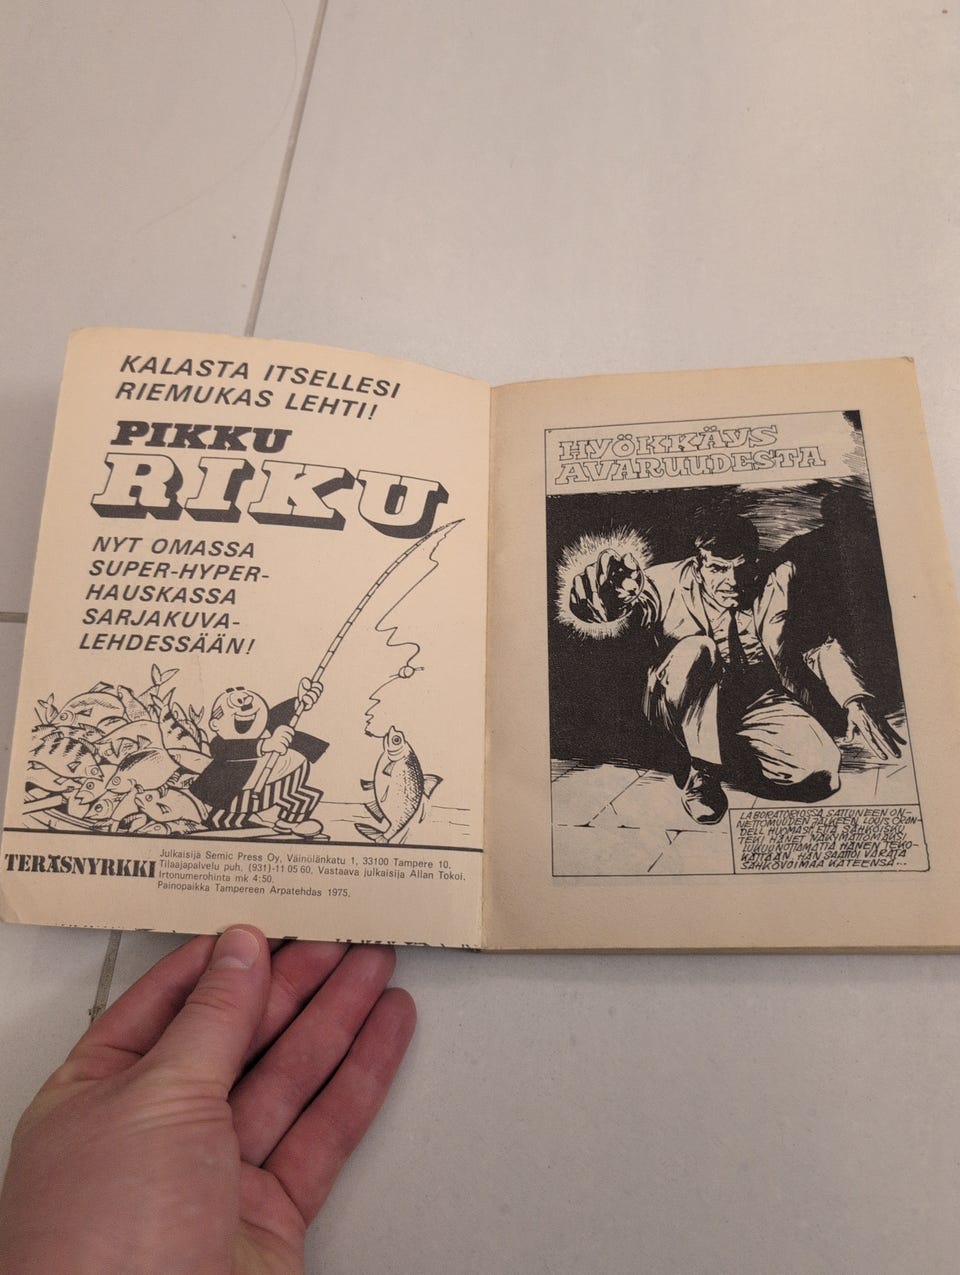 KALASTA ITSELLESI
RIEMUKAS LEHTI!
PIKKU
RIKU
NYT OMASSA
SUPER-HYPER-
HAUSKASSA
SARJAKUVA-
LEHDESSÄÄN!
TERÄSNYRKKI
Julkaisija Semic Press Oy, Väinölänkatu 1, 33100 Tampere 10.
Tilaajapalvelu puh. (931)-11 05 60, Vastaava julkaisija Allan Tokoi.
Irtonumerohinta mk 4:50.
Painopaikka Tampereen Arpatehdas 1975.
HYÖKKÄYS
AVARUUDESTA
LABORATORIOSSA SATTUNEEN ON-
NETTOMUUDEN JÄLKEEN LOUIS CRAN-
DELL HUOMASI, ETTÄ SÄHKÖISKU
TEKI HÄNET NÄKYMÄTTÖMÄKSI
LUKUUNOTTAMATTA HÄNEN TEKO-
KÄTTÄÄN. HÄN SAATTOI VARATA
SÄHKÖVOIMAA KÄTEENSÄ...